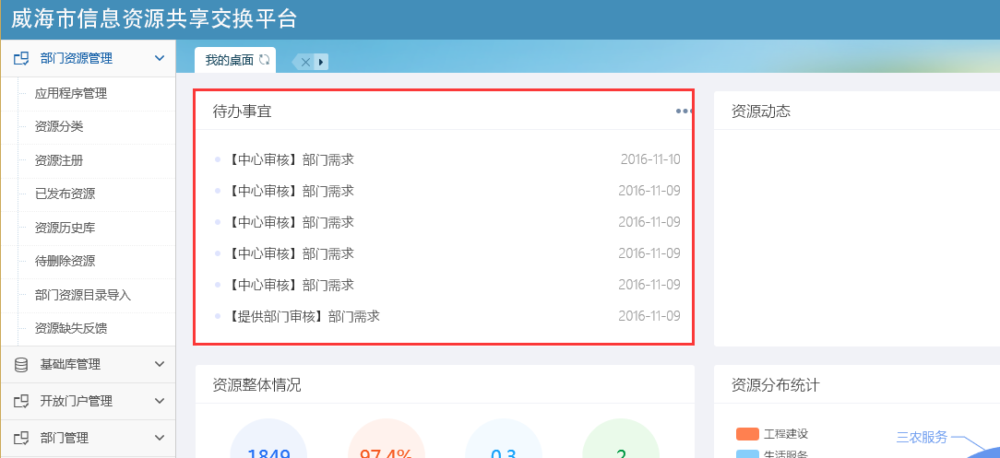 威海市信息资源共享交换平台
部门资源管理
应用程序管理
资源分类
资源注册
已发布资源
资源历史库
待删除资源
部门资源目录导入
资源缺失反馈
基础库管理
开放门户管理
部门管理
我的桌面
待办事宜
【中心审核】部门需求 2016-11-10
【中心审核】部门需求 2016-11-09
【中心审核】部门需求 2016-11-09
【中心审核】部门需求 2016-11-09
【中心审核】部门需求 2016-11-09
【提供部门审核】部门需求 2016-11-09
资源动态
资源整体情况
1849 97.4% 0.3 2
资源分布统计
工程建设
生活服务
三农服务